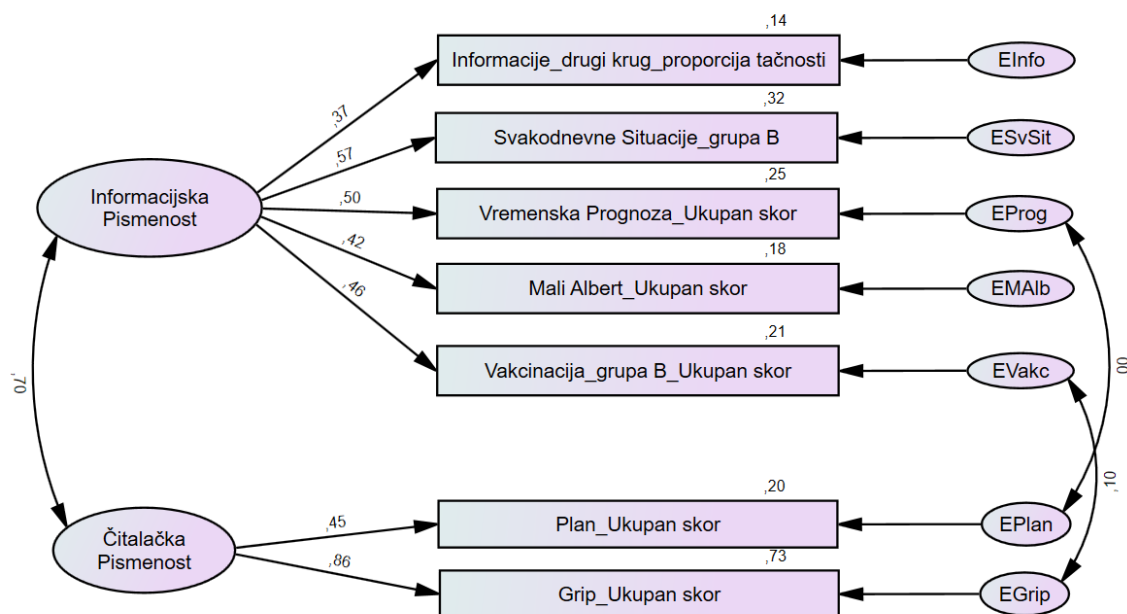 ,14
Informacije_drugi krug_proporcija tačnosti
EInfo
,37
,32
Svakodnevne Situacije_grupa B
ESvSit
,57
Informacijska
Pismenost
,25
Vremenska Prognoza_Ukupan skor
EProg
,50
,18
Mali Albert_Ukupan skor
EMAlb
,42
,21
Vakcinacija_grupa B_Ukupan skor
EVakc
,46
,70
,00
,10
,20
Plan_Ukupan skor
EPlan
,45
Čitalačka
Pismenost
,73
Grip_Ukupan skor
EGrip
,86